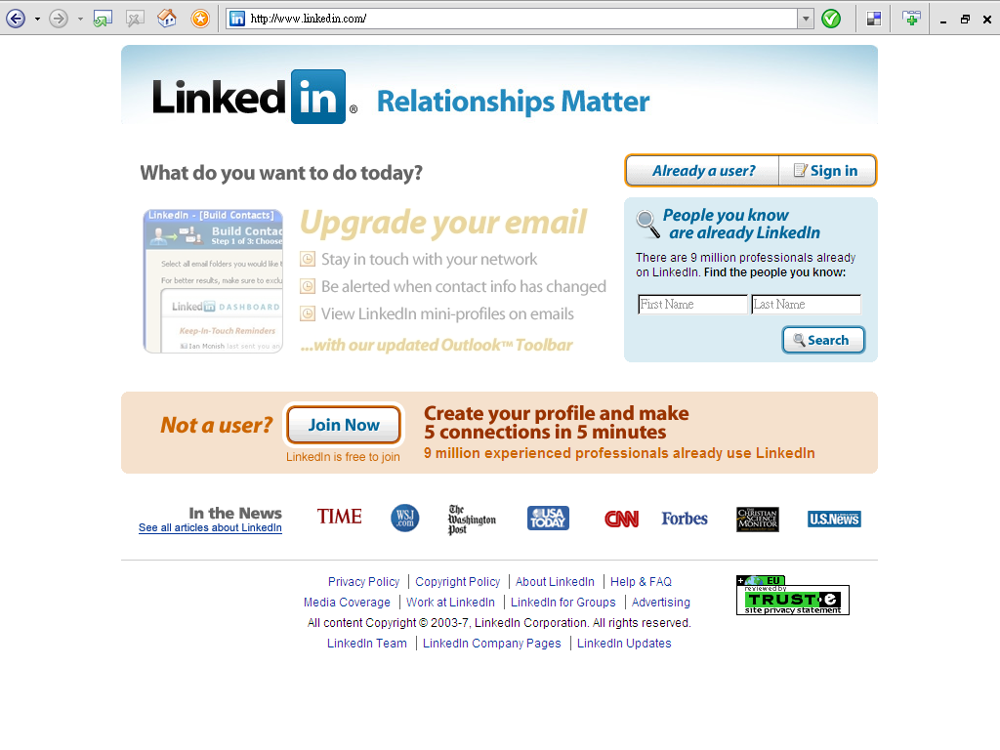 http://www.linkedin.com/
Linked in ® Relationships Matter
What do you want to do today?
Already a user? Sign in
LinkedIn - [Build Contacts]
Build Contac
Step 1 of 3: Choose
Select all email folders you would like t
For better results, make sure to exclu
Linked in DASHBOARD
Keep-In-Touch Reminders
Ian Monish last sent you an
Upgrade your email
Stay in touch with your network
Be alerted when contact info has changed
View LinkedIn mini-profiles on emails
...with our updated Outlook™ Toolbar
People you know
are already LinkedIn
There are 9 million professionals already
on LinkedIn. Find the people you know:
First Name Last Name
Search
Not a user? Join Now
LinkedIn is free to join
Create your profile and make
5 connections in 5 minutes
9 million experienced professionals already use LinkedIn
In the News
See all articles about LinkedIn
TIME
WSJ
.com
The
Washington
Post
USA
TODAY
CNN
Forbes
THE
CHRISTIAN
SCIENCE
MONITOR
U.S.News
Privacy Policy | Copyright Policy | About LinkedIn | Help & FAQ
Media Coverage | Work at LinkedIn | LinkedIn for Groups | Advertising
All content Copyright © 2003-7, LinkedIn Corporation. All rights reserved.
LinkedIn Team | LinkedIn Company Pages | LinkedIn Updates
EU
reviewed by
TRUST·e
site privacy statement